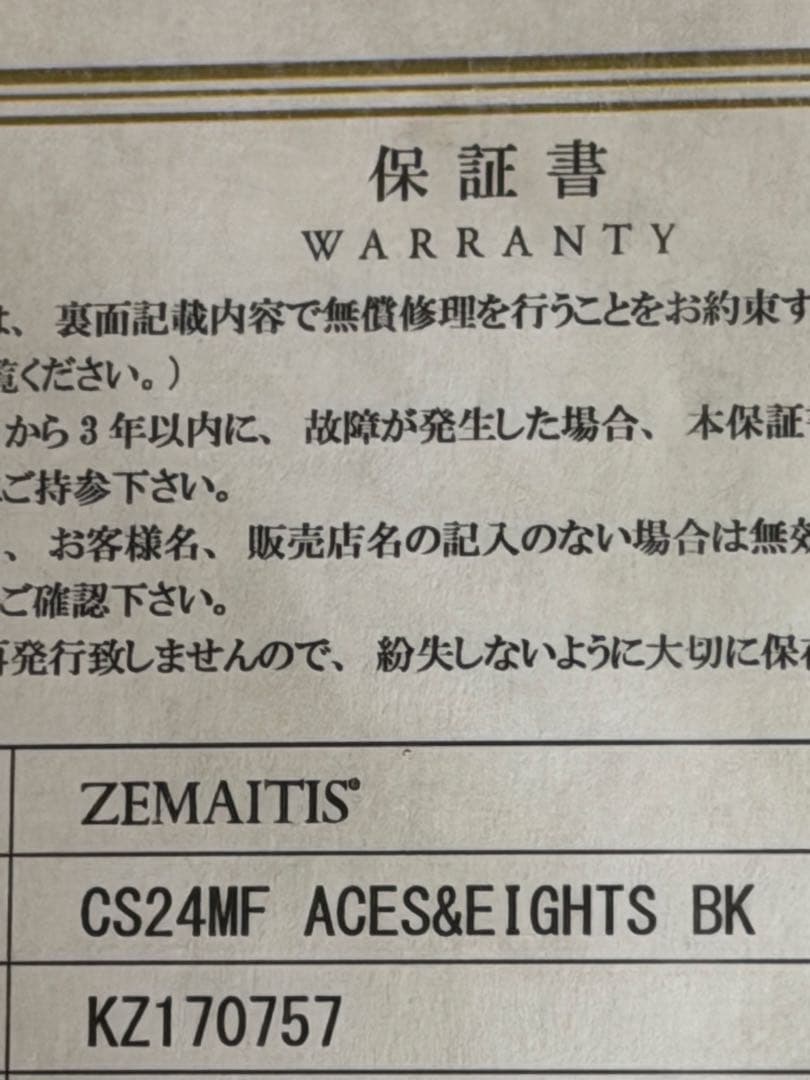 保証書
WARRANTY
は、裏面記載内容で無償修理を行うことをお約束す
覧ください。)
から3年以内に、故障が発生した場合、本保証
ご持参下さい。
、お客様名、販売店名の記入のない場合は無効
ご確認下さい。
再発行致しませんので、紛失しないように大切に保存
ZEMAITIS®
CS24MF ACES&EIGHTS BK
KZ170757